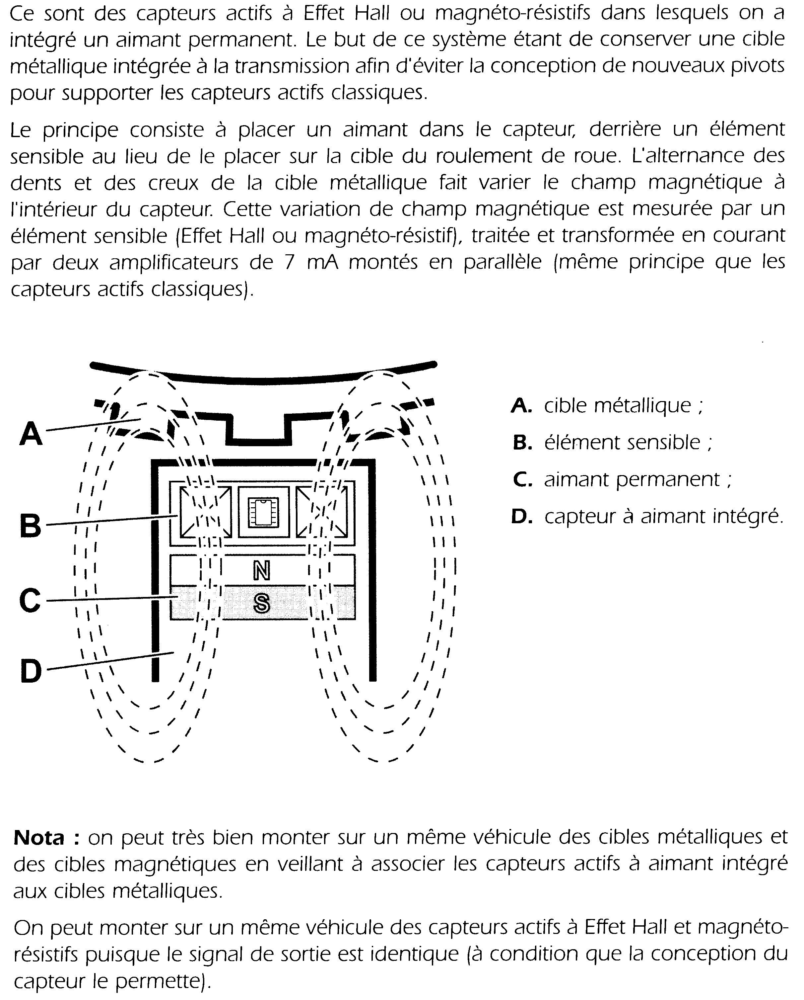 Ce sont des capteurs actifs à Effet Hall ou magnéto-résistifs dans lesquels on a
intégré un aimant permanent. Le but de ce système étant de conserver une cible
métallique intégrée à la transmission afin d'éviter la conception de nouveaux pivots
pour supporter les capteurs actifs classiques.
Le principe consiste à placer un aimant dans le capteur, derrière un élément
sensible au lieu de le placer sur la cible du roulement de roue. L'alternance des
dents et des creux de la cible métallique fait varier le champ magnétique à
l'intérieur du capteur. Cette variation de champ magnétique est mesurée par un
élément sensible (Effet Hall ou magnéto-résistif), traitée et transformée en courant
par deux amplificateurs de 7 mA montés en parallèle (même principe que les
capteurs actifs classiques).
A
B
C
D
N
S
A. cible métallique ;
B. élément sensible ;
C. aimant permanent ;
D. capteur à aimant intégré.
Nota : on peut très bien monter sur un même véhicule des cibles métalliques et
des cibles magnétiques en veillant à associer les capteurs actifs à aimant intégré
aux cibles métalliques.
On peut monter sur un même véhicule des capteurs actifs à Effet Hall et magnéto-
résistifs puisque le signal de sortie est identique (à condition que la conception du
capteur le permette).